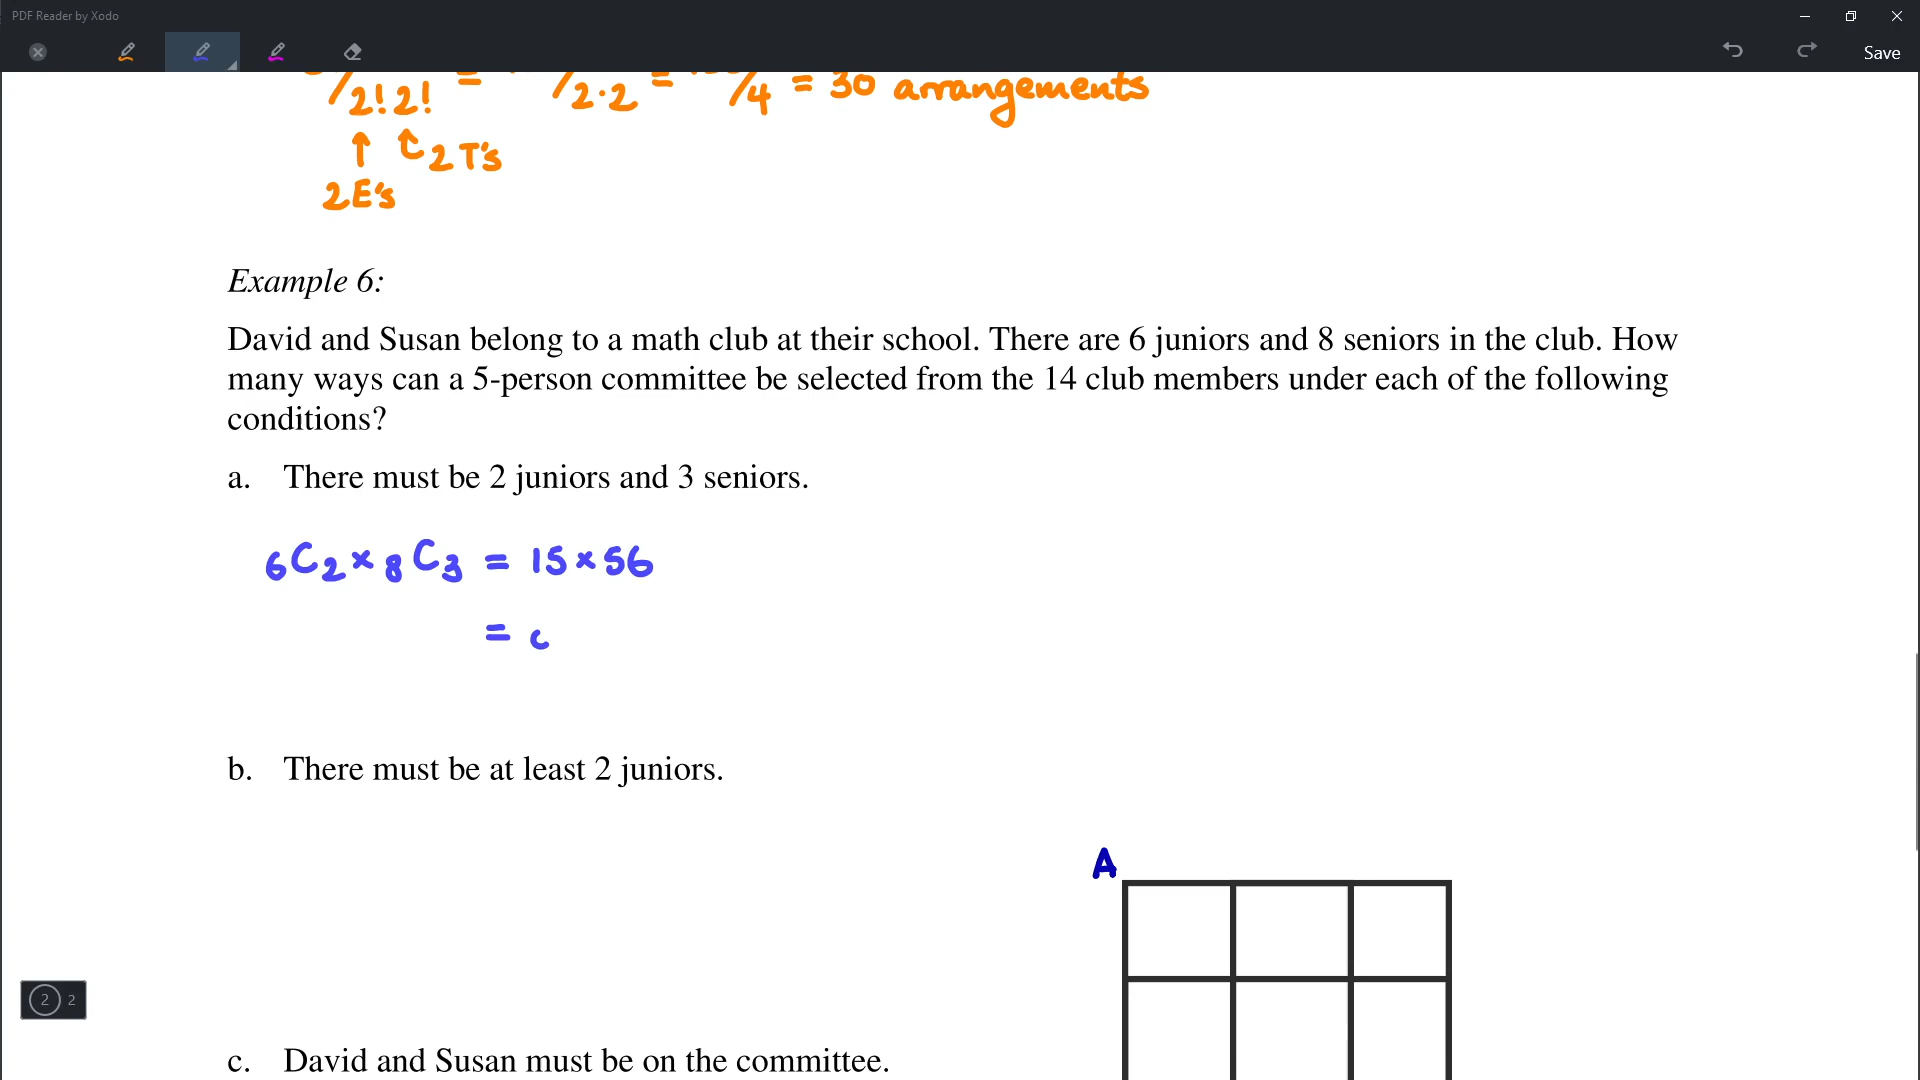 PDF Reader by Xodo
Save
/2!2! = /2·2 = /4 = 30 arrangements
2 T's
2E's
Example 6:
David and Susan belong to a math club at their school. There are 6 juniors and 8 seniors in the club. How
many ways can a 5-person committee be selected from the 14 club members under each of the following
conditions?
a. There must be 2 juniors and 3 seniors.
6C2 × 8C3 = 15 × 56
=
b. There must be at least 2 juniors.
A
2 2
c. David and Susan must be on the committee.